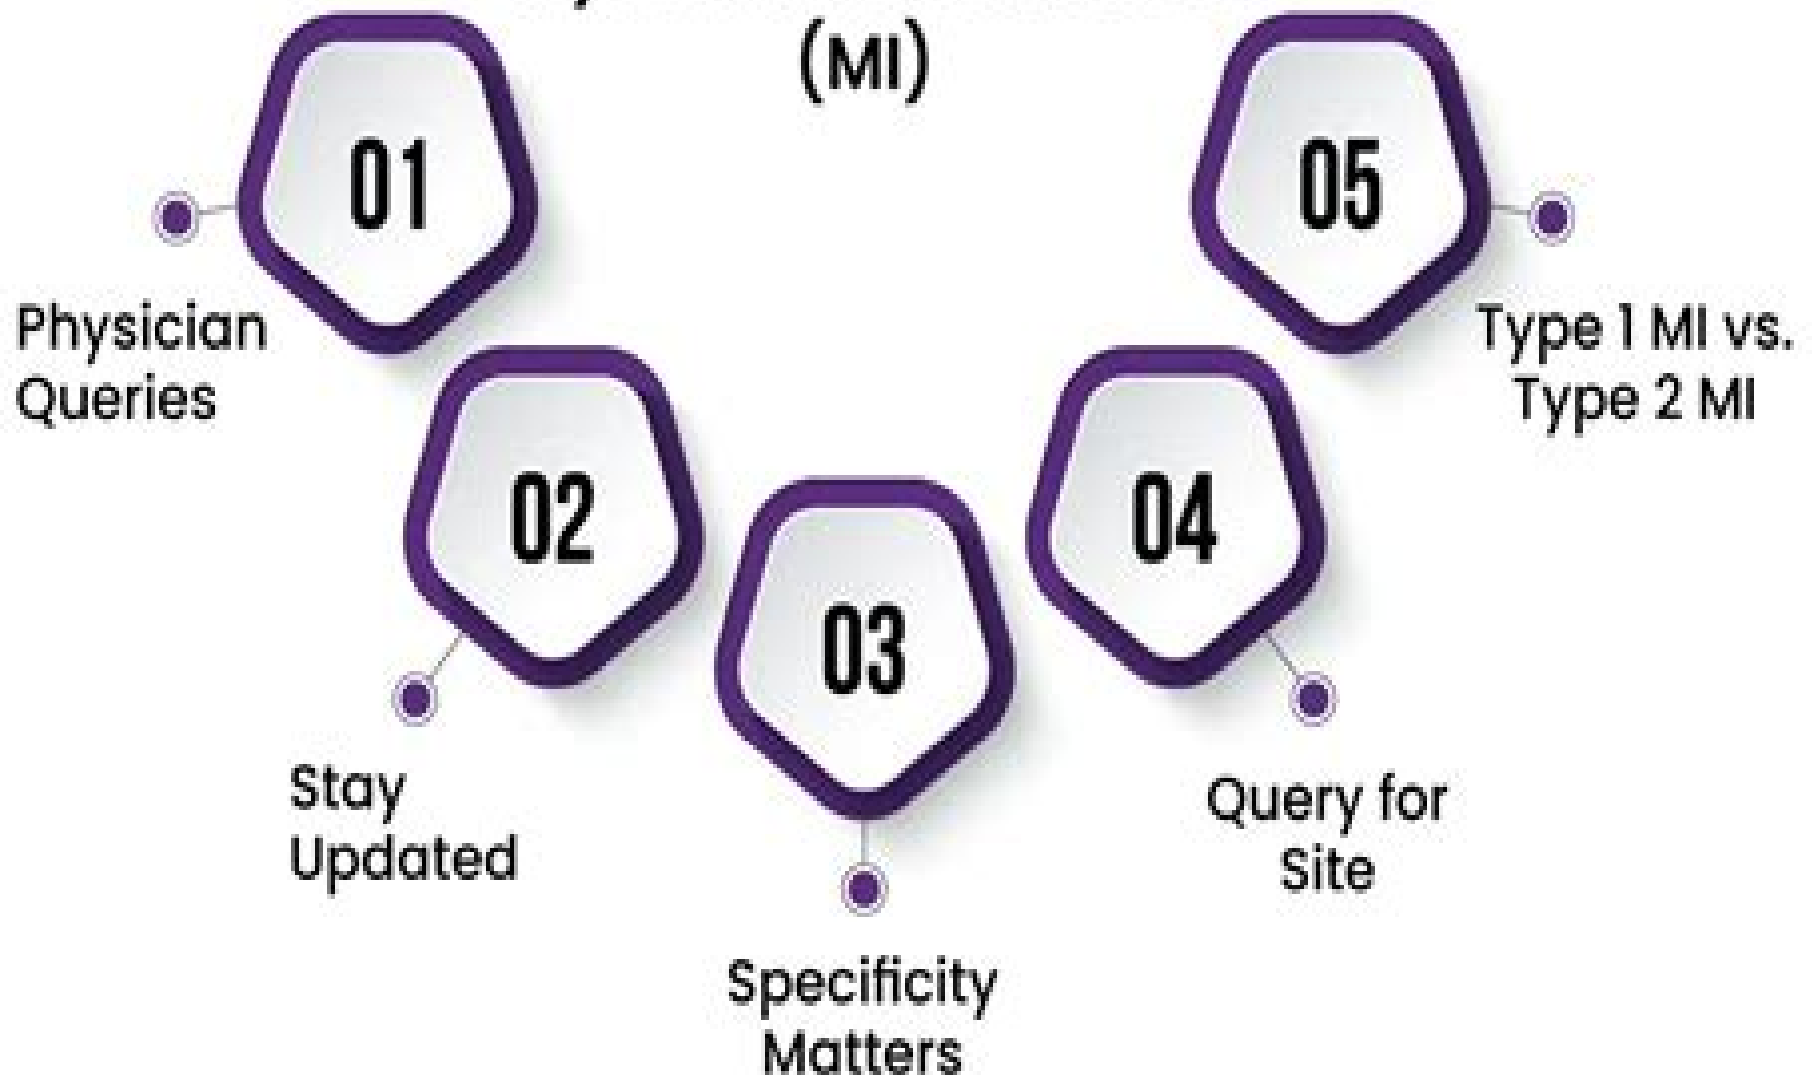 (MI)
01
Physician
Queries
02
Stay
Updated
03
Specificity
Matters
04
Query for
Site
05
Type 1 MI vs.
Type 2 MI